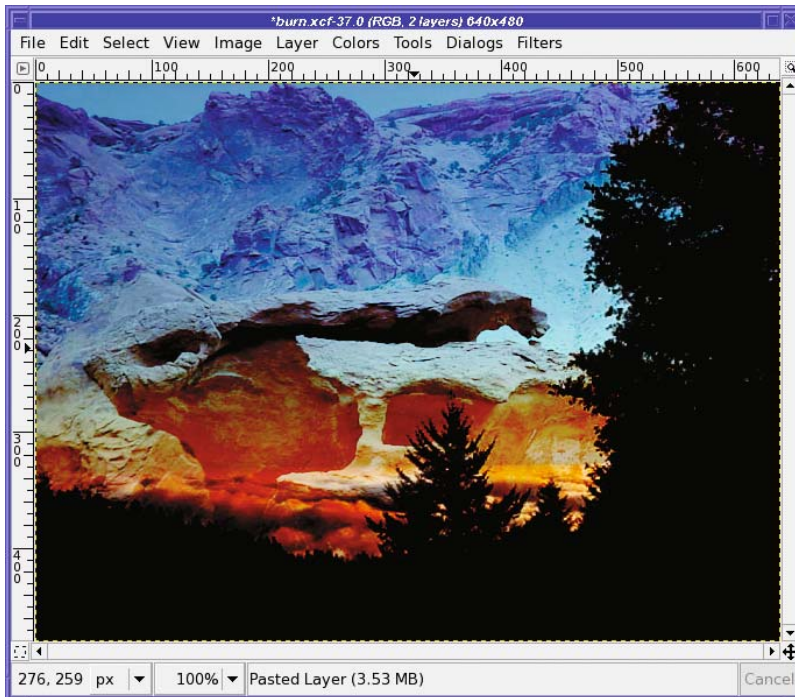 *burn.xcf-37.0 (RGB, 2 layers) 640x480
File Edit Select View Image Layer Colors Tools Dialogs Filters
0 100 200 300 400 500 600
0
100
200
300
400
276, 259 px 100% Pasted Layer (3.53 MB) Cancel